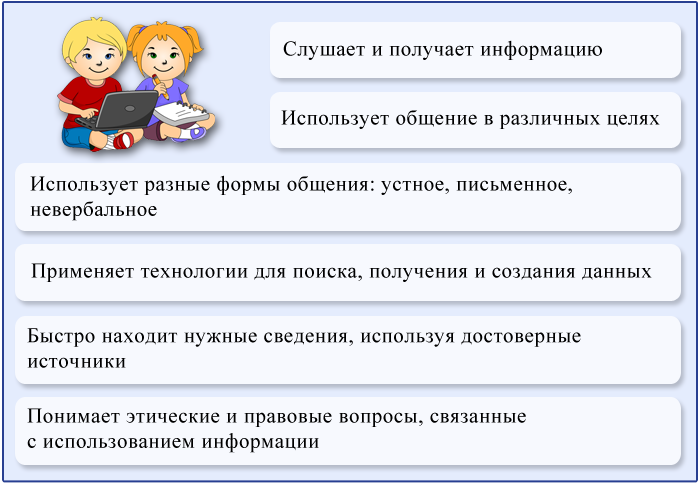 Слушает и получает информацию
Использует общение в различных целях
Использует разные формы общения: устное, письменное,
невербальное
Применяет технологии для поиска, получения и создания данных
Быстро находит нужные сведения, используя достоверные
источники
Понимает этические и правовые вопросы, связанные
с использованием информации